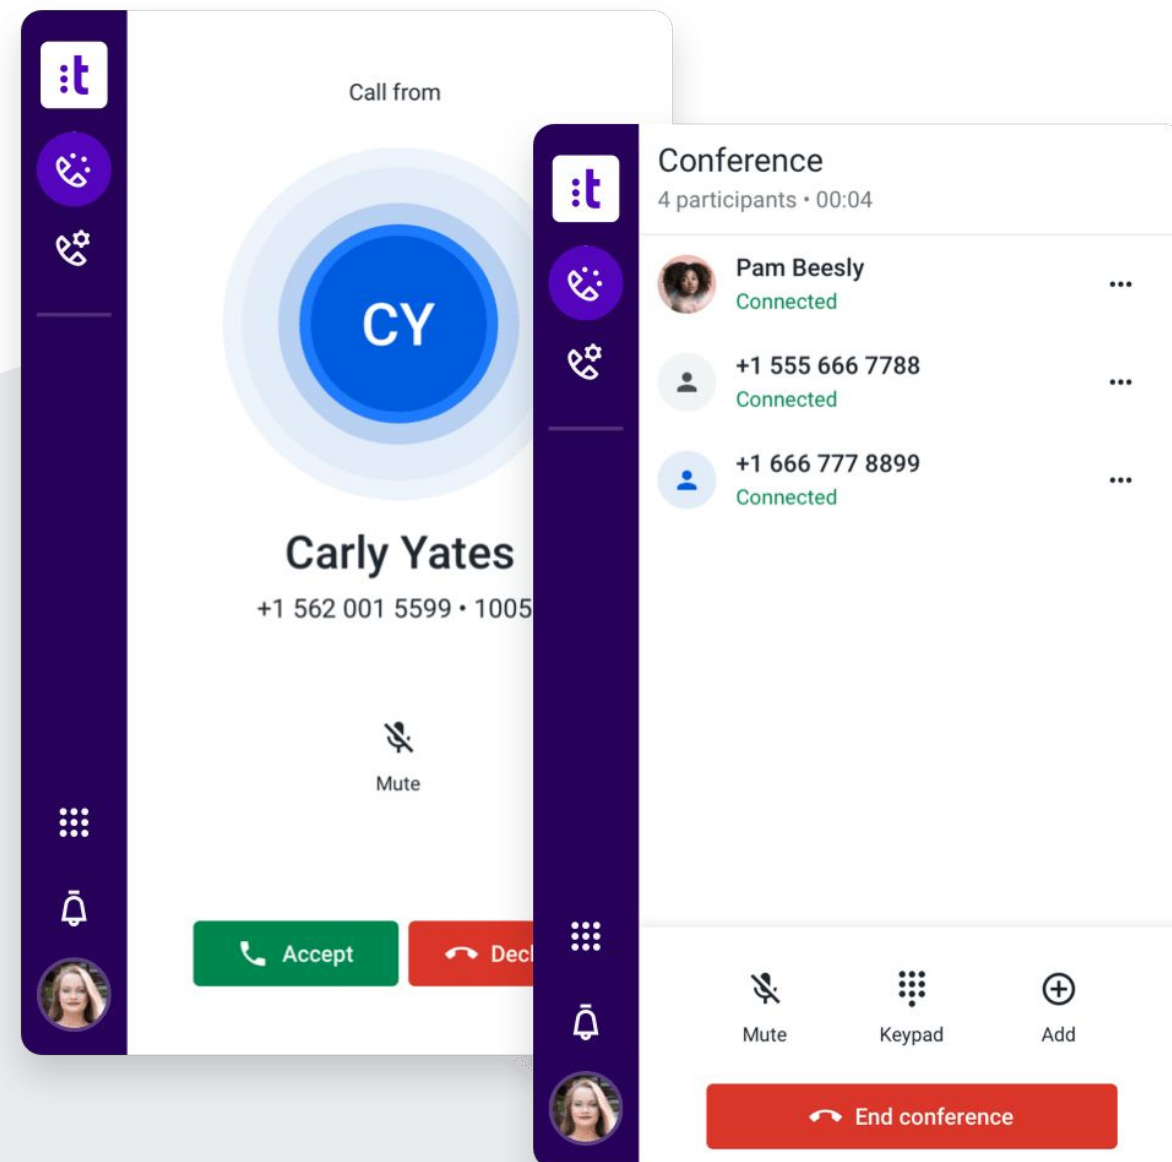 :t
Call from
CY
Carly Yates
+1 562 001 5599 • 1005
Mute
Accept
:t
Conference
4 participants • 00:04
Pam Beesly
Connected
+1 555 666 7788
Connected
+1 666 777 8899
Connected
Mute
Keypad
Add
End conference